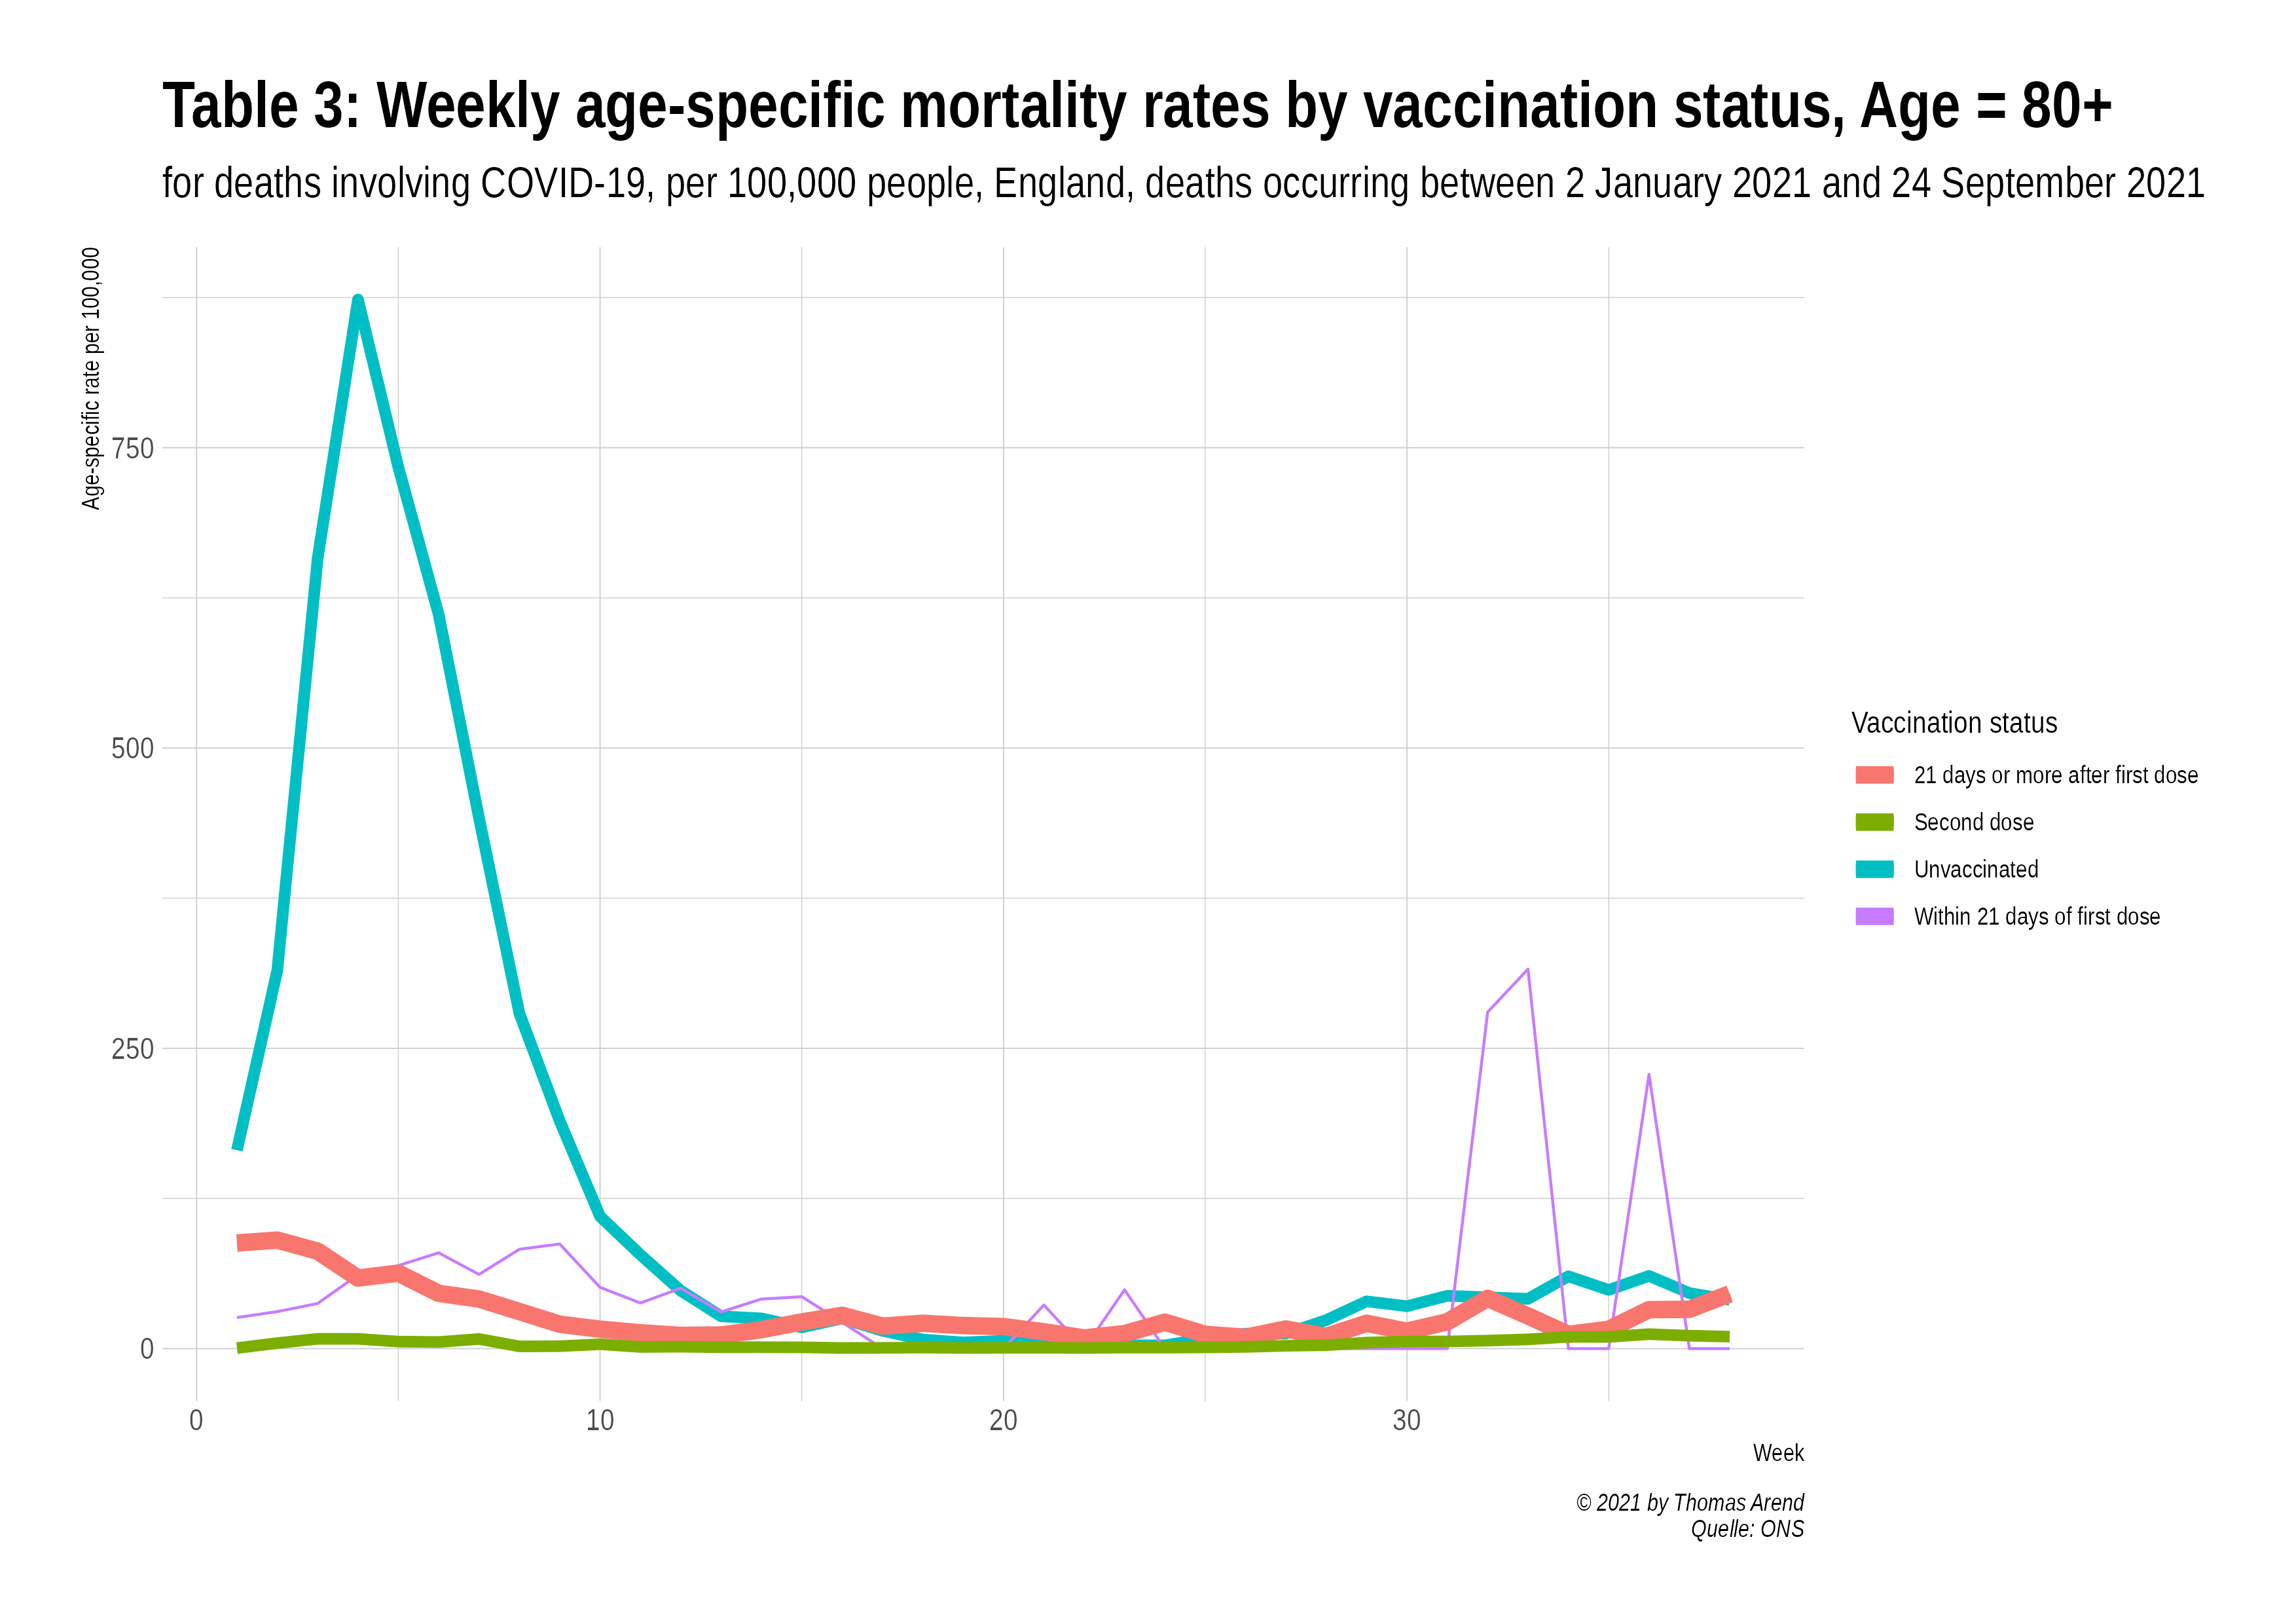 Table 3: Weekly age-specific mortality rates by vaccination status, Age = 80+
for deaths involving COVID-19, per 100,000 people, England, deaths occurring between 2 January 2021 and 24 September 2021
Age-specific rate per 100,000
750
500
250
0
0
10
20
30
Week
Vaccination status
21 days or more after first dose
Second dose
Unvaccinated
Within 21 days of first dose
© 2021 by Thomas Arend
Quelle: ONS